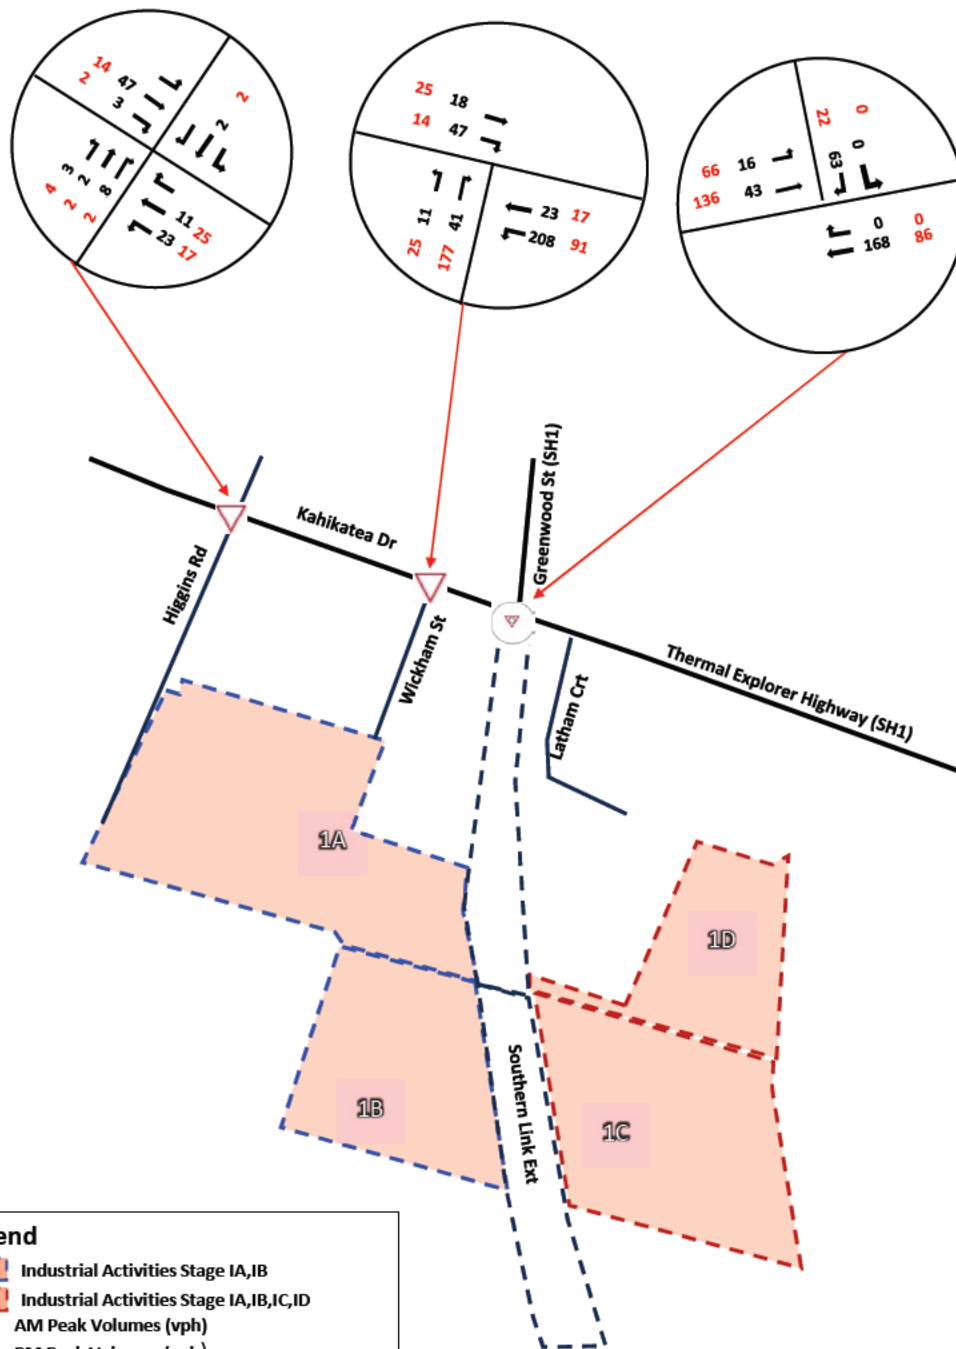 14 47
2 3
2
2
3 2 8
4 2 2
11 25
23 17
25 18
14 47
11 41
25 177
23 17
208 91
66 16
136 43
22 0
63 0
0 0
168 86
Kahikatea Dr
Greenwood St (SH1)
Higgins Rd
Wickham St
Latham Crt
Thermal Explorer Highway (SH1)
1A
1D
1B
1C
Southern Link Ext
end
Industrial Activities Stage IA,IB
Industrial Activities Stage IA,IB,IC,ID
AM Peak Volumes (vph)